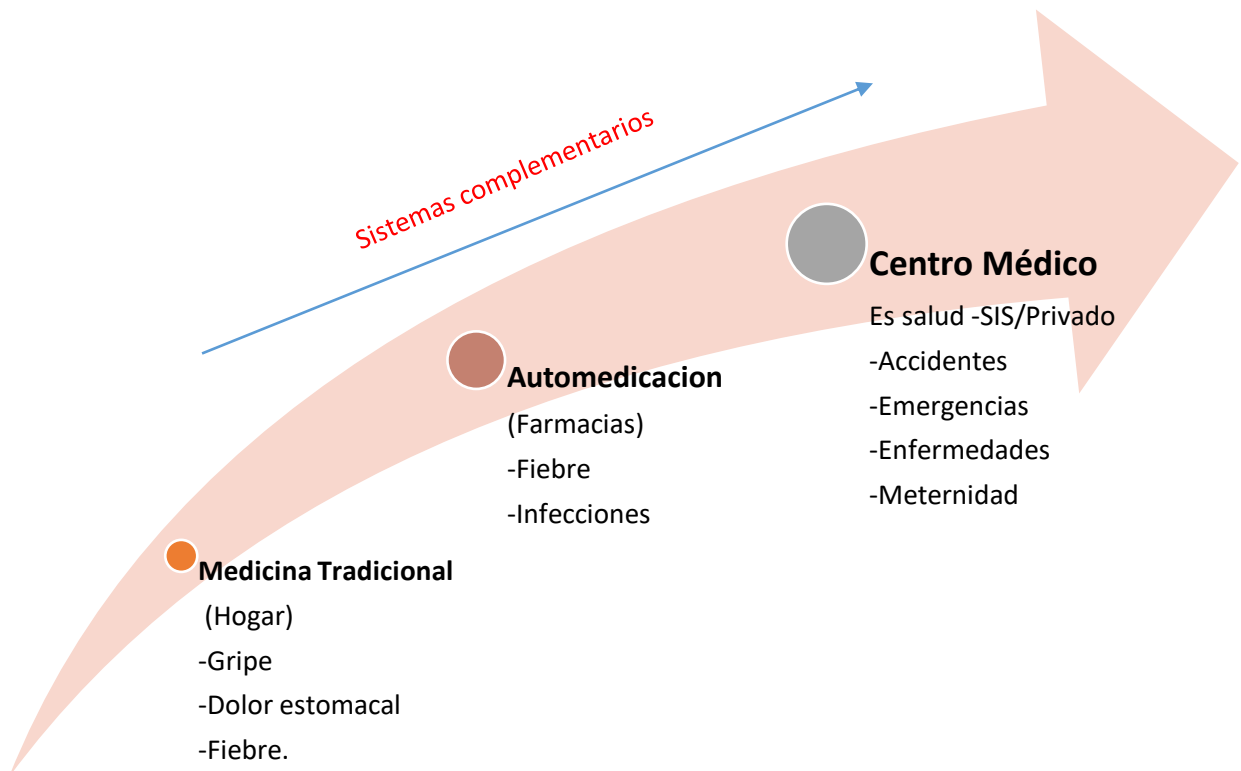 Sistemas complementarios
Centro Médico
Es salud -SIS/Privado
-Accidentes
-Emergencias
-Enfermedades
-Meternidad
Automedicacion
(Farmacias)
-Fiebre
-Infecciones
Medicina Tradicional
(Hogar)
-Gripe
-Dolor estomacal
-Fiebre.